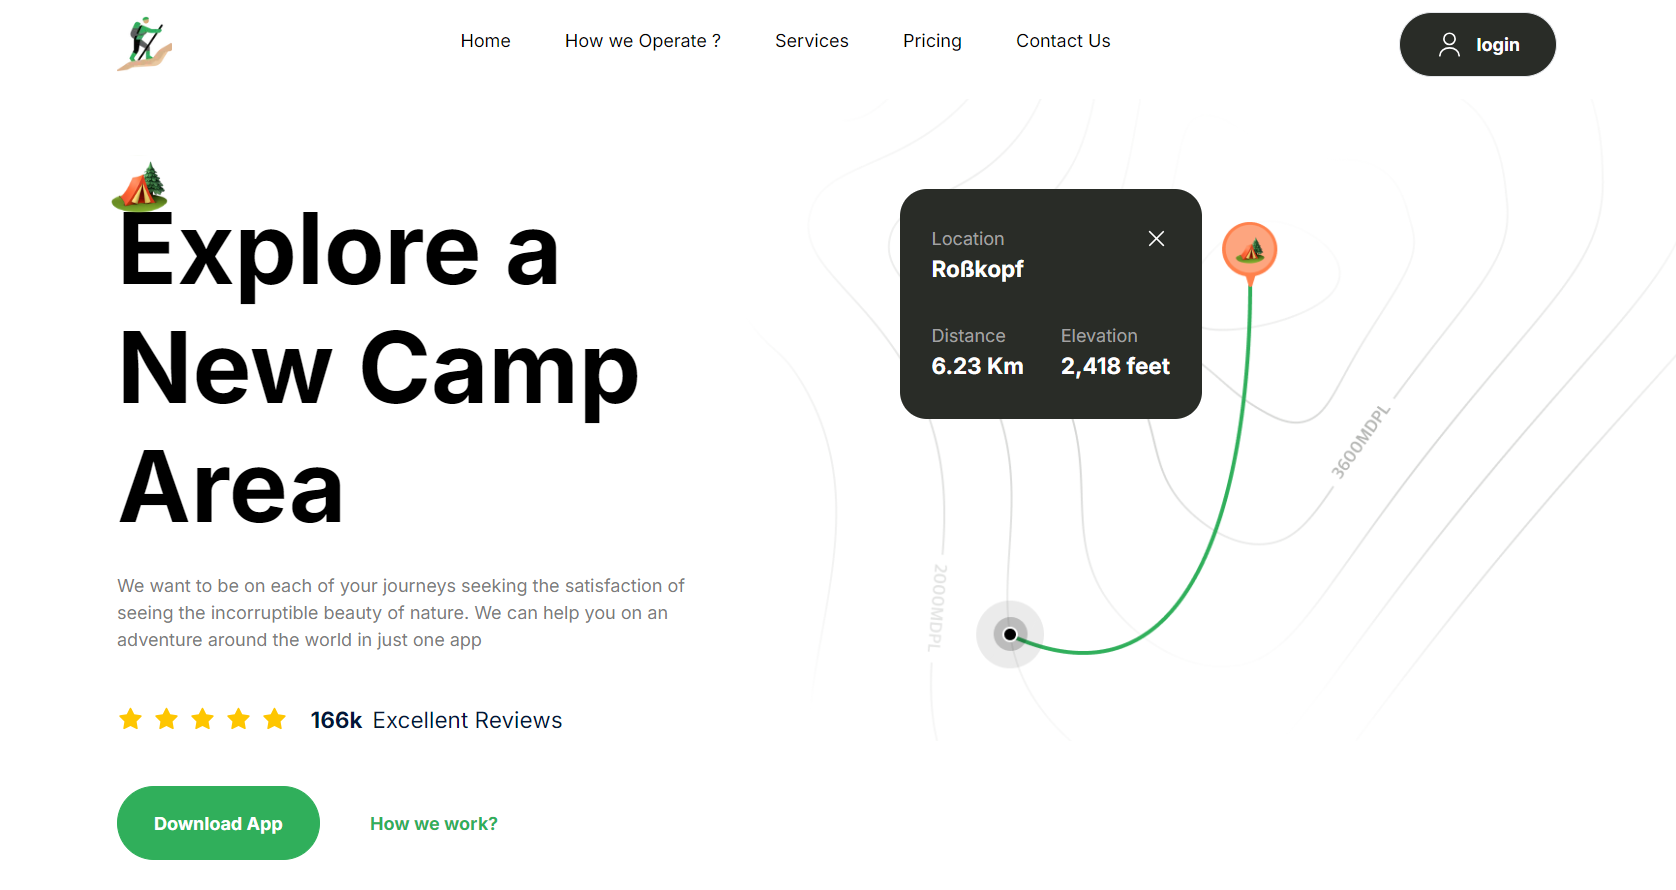 Home
How we Operate ?
Services
Pricing
Contact Us
login
Explore a
New Camp
Area
We want to be on each of your journeys seeking the satisfaction of
seeing the incorruptible beauty of nature. We can help you on an
adventure around the world in just one app
166k Excellent Reviews
Download App
How we work?
Location
Roßkopf
Distance
6.23 Km
Elevation
2,418 feet
3600MDPL
2000MDPL